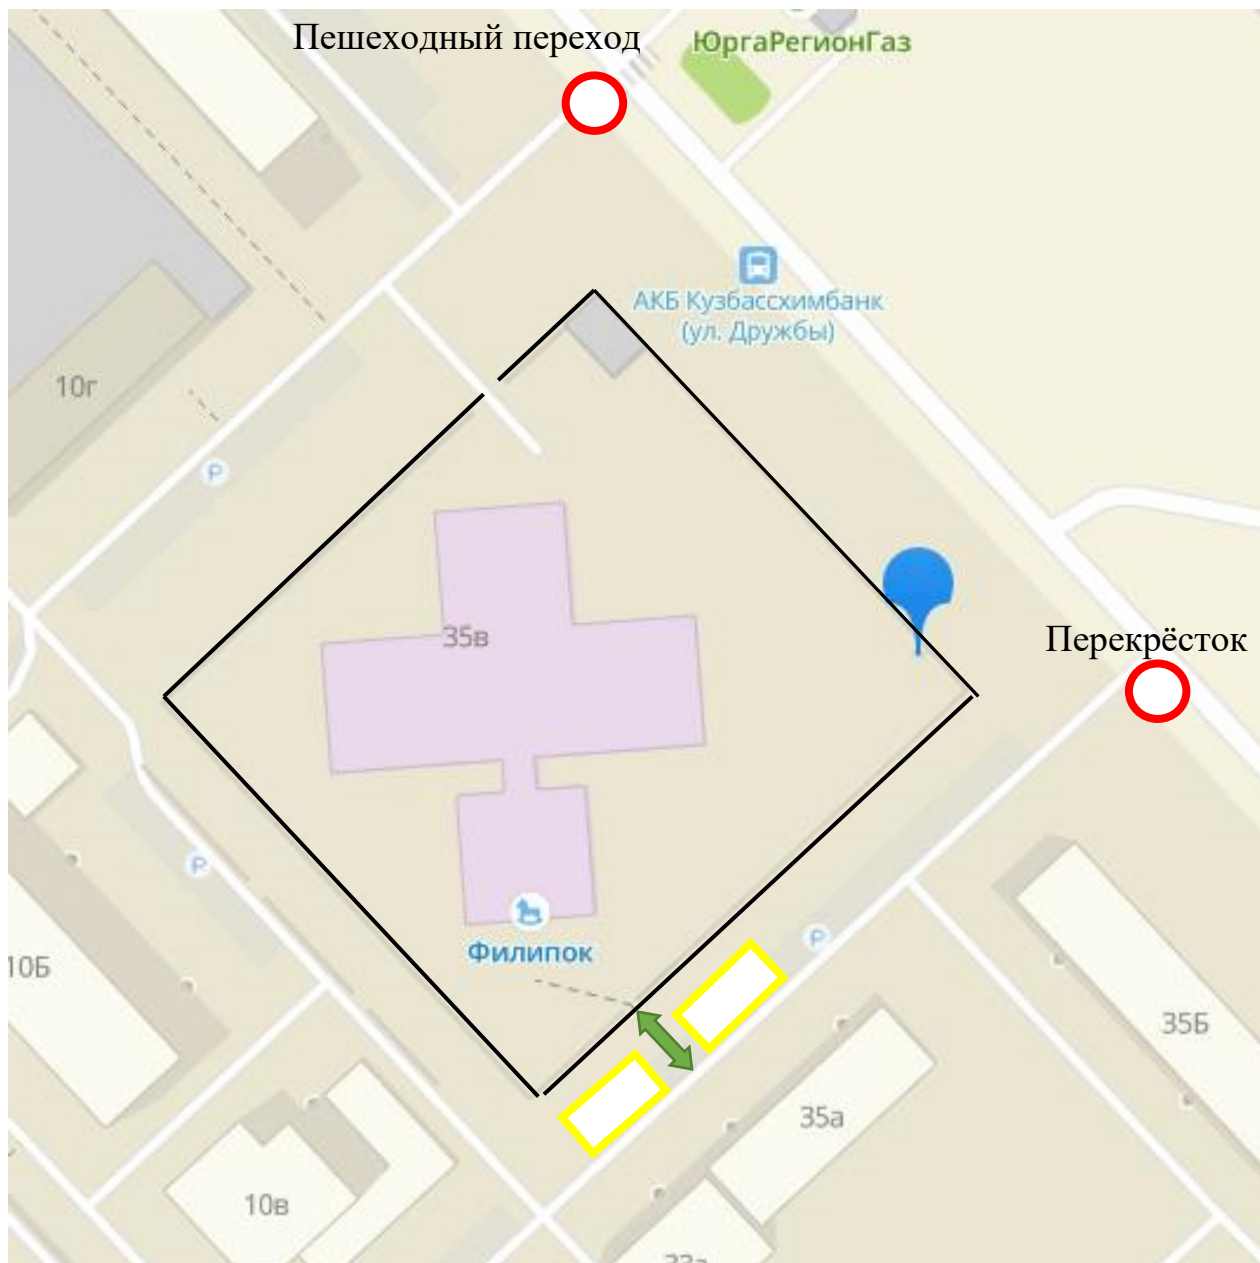 Пешеходный переход
ЮргаРегионГаз
АКБ Кузбассхимбанк
(ул. Дружбы)
10г
P
35в
Перекрёсток
P
Филипок
P
10Б
35Б
35а
10в